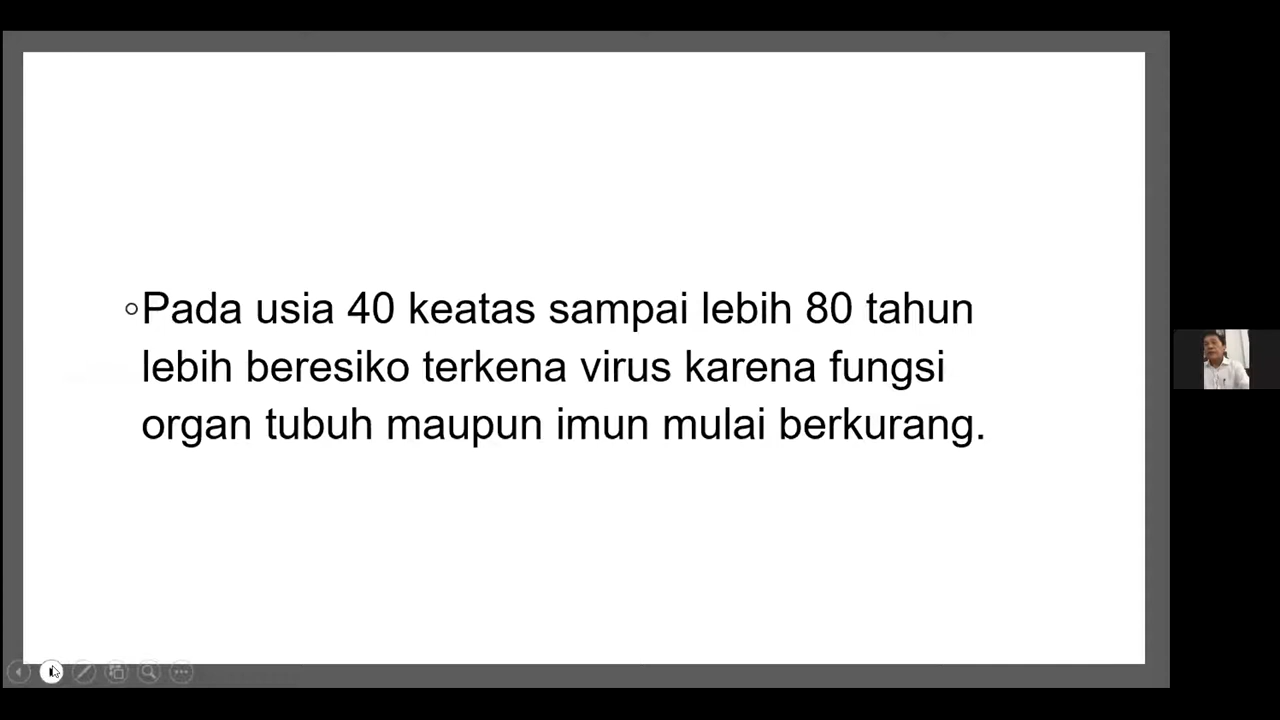 ◦Pada usia 40 keatas sampai lebih 80 tahun
lebih beresiko terkena virus karena fungsi
organ tubuh maupun imun mulai berkurang.